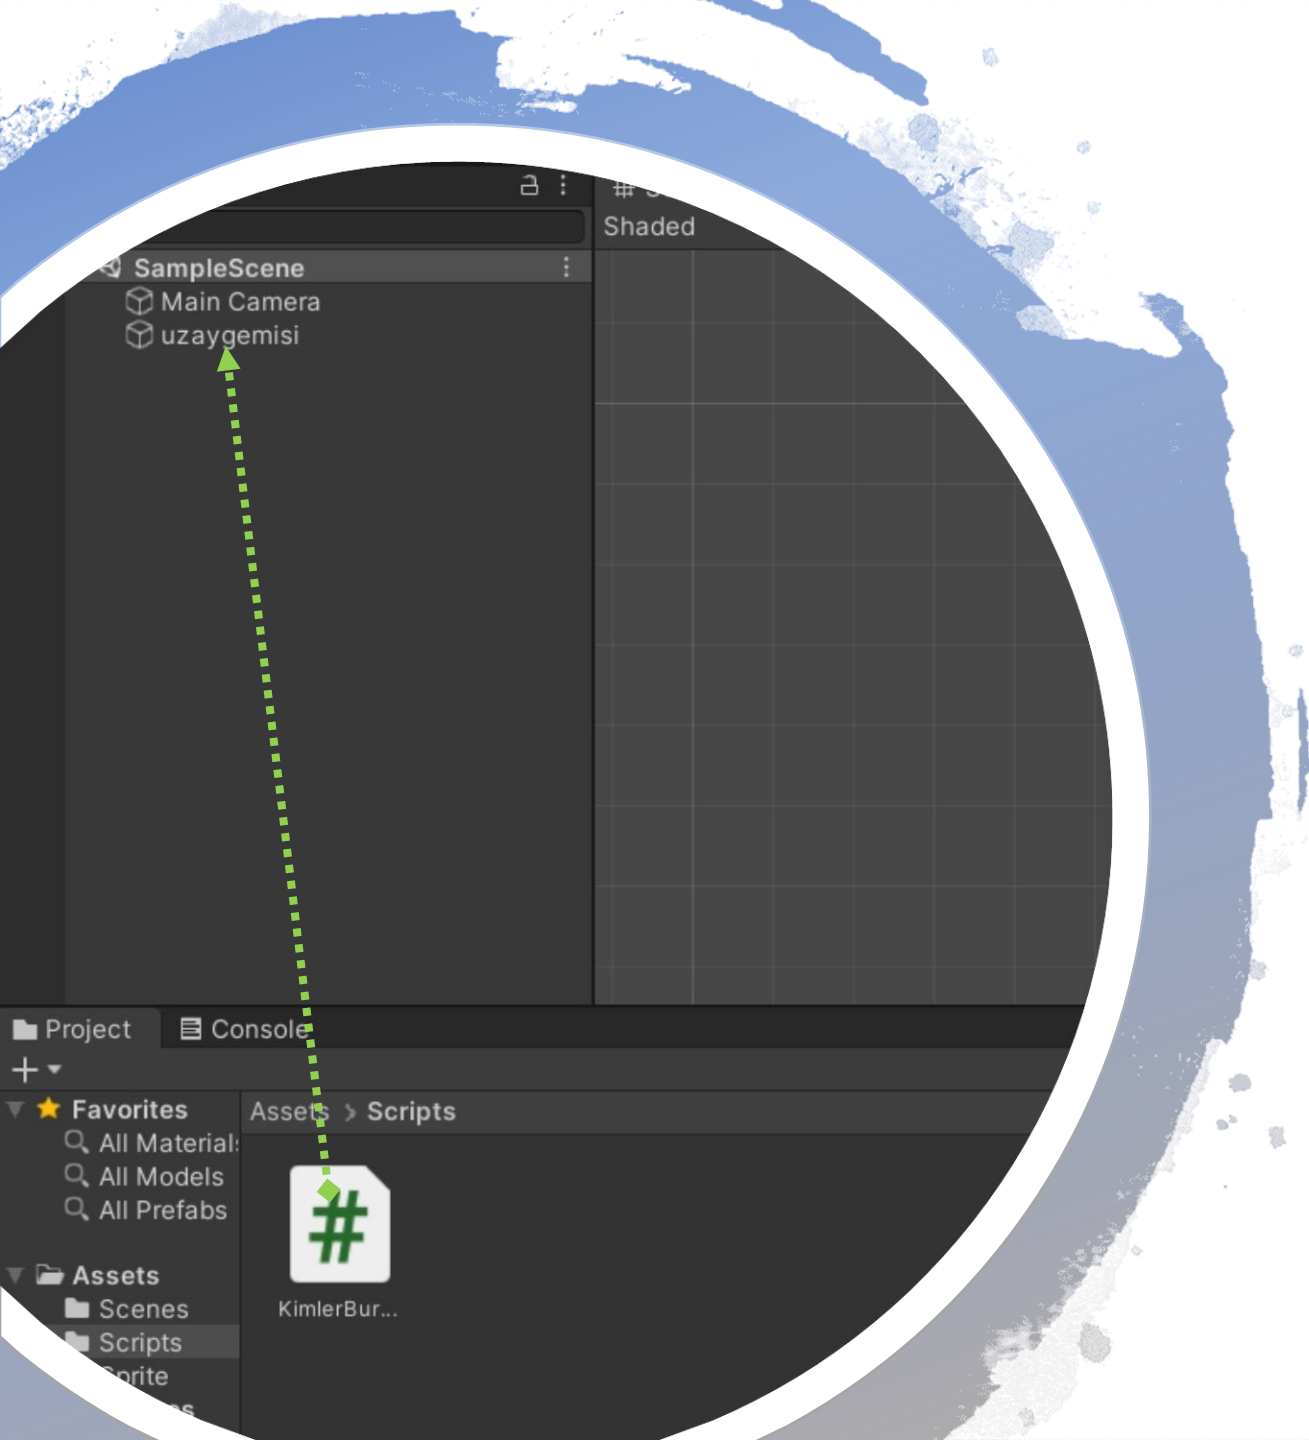 Shaded
SampleScene
Main Camera
uzaygemisi
Project
Console
Favorites
All Material
All Models
All Prefabs
Assets
Scenes
Scripts
Sprite
Assets > Scripts
#
KimlerBur...